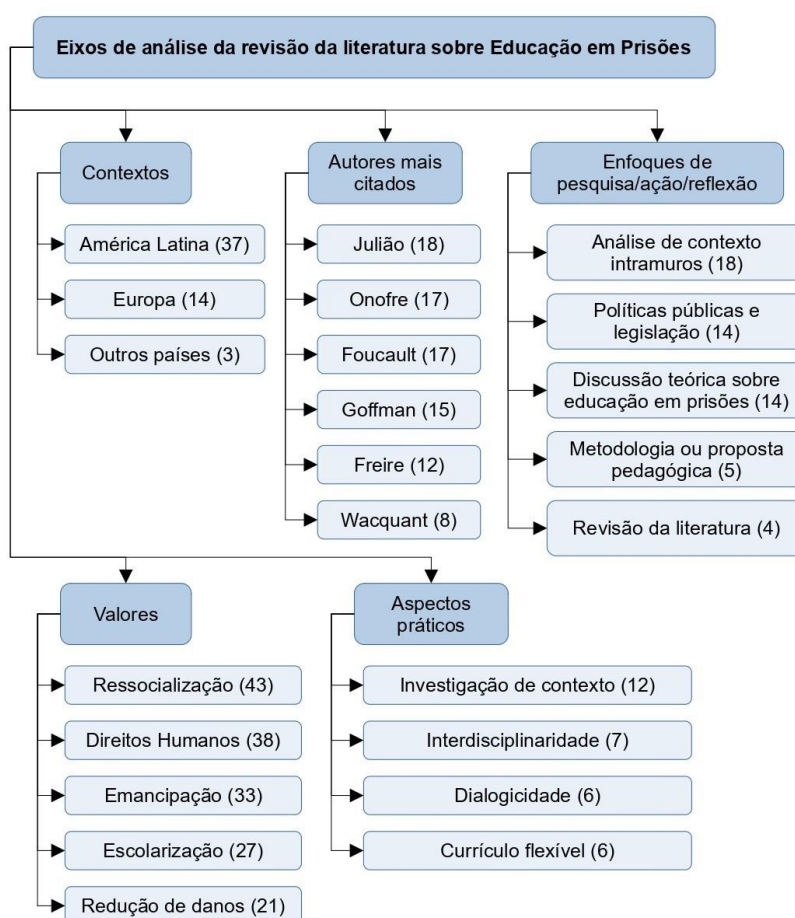 Eixos de análise da revisão da literatura sobre Educação em Prisões
Contextos
América Latina (37)
Europa (14)
Outros países (3)
Autores mais
citados
Julião (18)
Onofre (17)
Foucault (17)
Goffman (15)
Freire (12)
Wacquant (8)
Enfoques de
pesquisa/ação/reflexão
Análise de contexto
intramuros (18)
Políticas públicas e
legislação (14)
Discussão teórica sobre
educação em prisões (14)
Metodologia ou proposta
pedagógica (5)
Revisão da literatura (4)
Valores
Ressocialização (43)
Direitos Humanos (38)
Emancipação (33)
Escolarização (27)
Redução de danos (21)
Aspectos
práticos
Investigação de contexto (12)
Interdisciplinaridade (7)
Dialogicidade (6)
Currículo flexível (6)